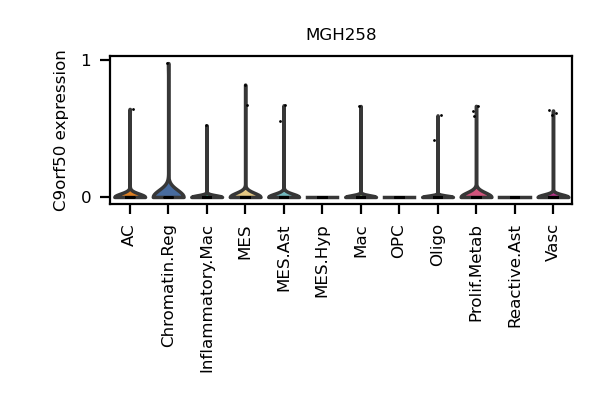 MGH258
C9orf50 expression
1
0
AC
Chromatin.Reg
Inflammatory.Mac
MES
MES.Ast
MES.Hyp
Mac
OPC
Oligo
Prolif.Metab
Reactive.Ast
Vasc